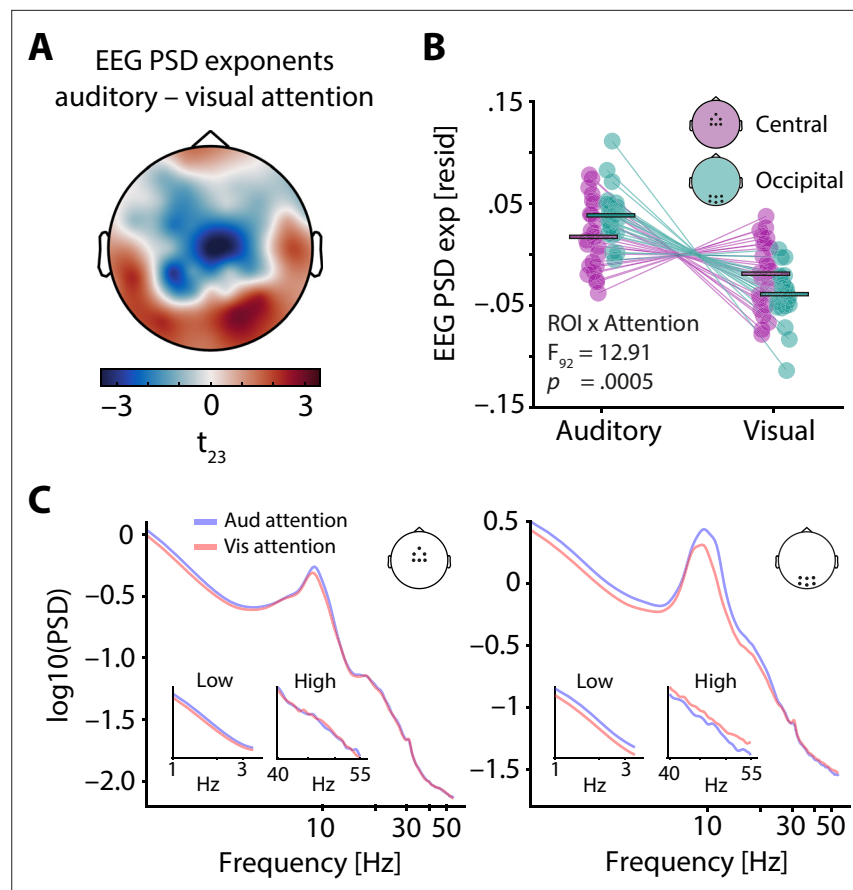 A
EEG PSD exponents
auditory – visual attention
−3 0 3
t23
B
EEG PSD exp [resid]
.15
.05
−.05
−.15
Central
Occipital
ROI x Attention
F92 = 12.91
p = .0005
Auditory Visual
C
log10(PSD)
0
−0.5
−1.0
−1.5
−2.0
Aud attention
Vis attention
Low
1 3
Hz
High
40 55
Hz
10 30 50
Frequency [Hz]
0.5
0
−0.5
−1
−1.5
Low
1 3
Hz
High
40 55
Hz
10 30 50
Frequency [Hz]